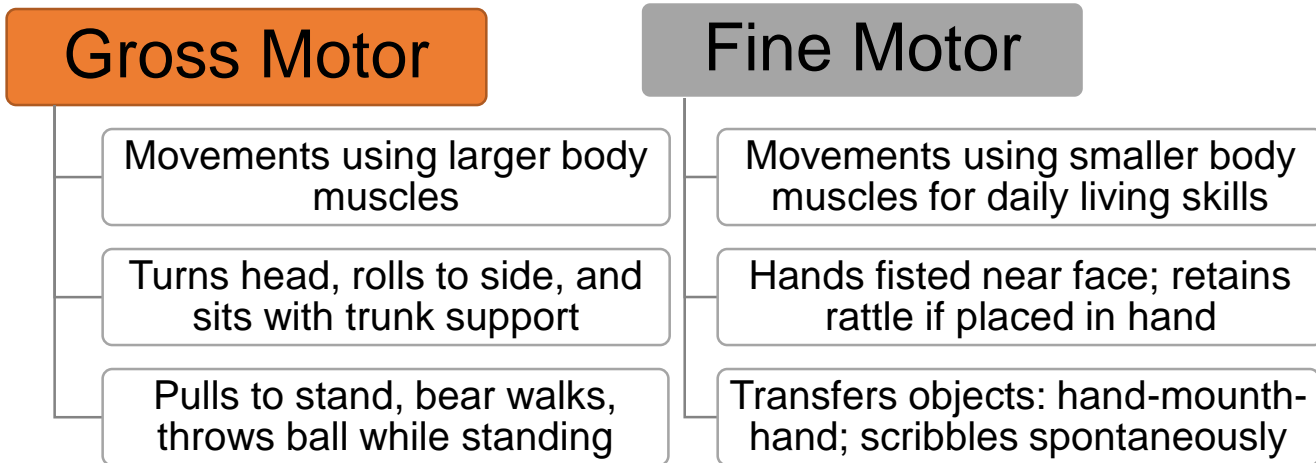 Gross Motor
Movements using larger body
muscles
Turns head, rolls to side, and
sits with trunk support
Pulls to stand, bear walks,
throws ball while standing
Fine Motor
Movements using smaller body
muscles for daily living skills
Hands fisted near face; retains
rattle if placed in hand
Transfers objects: hand-mounth-
hand; scribbles spontaneously